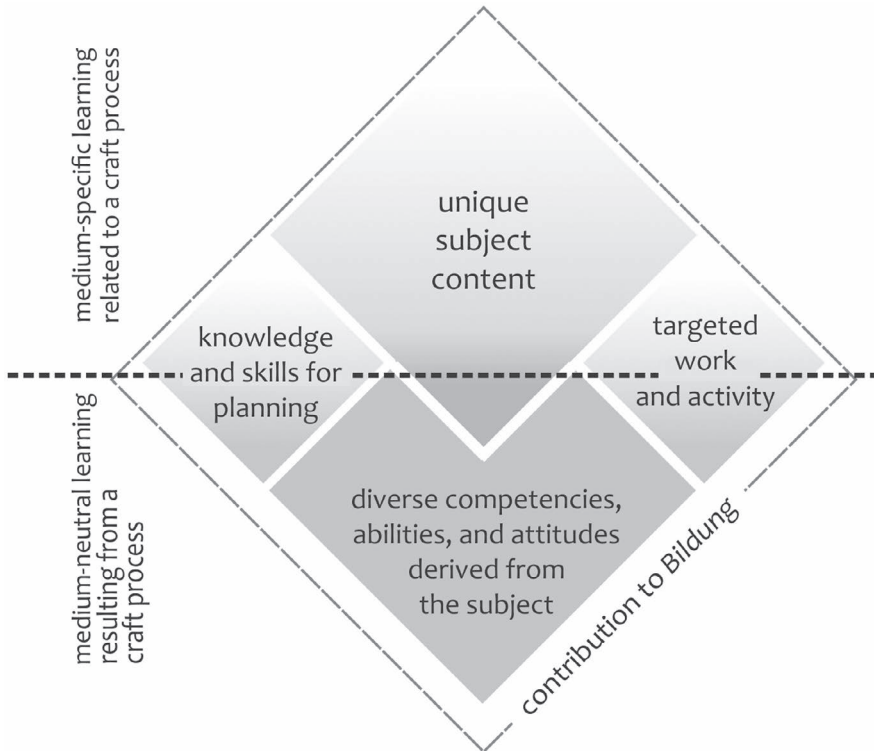 medium-specific learning
related to a craft process
unique
subject
content
knowledge
and skills for
planning
targeted
work
and activity
medium-neutral learning
resulting from a
craft process
diverse competencies,
abilities, and attitudes
derived from
the subject
contribution to Bildung